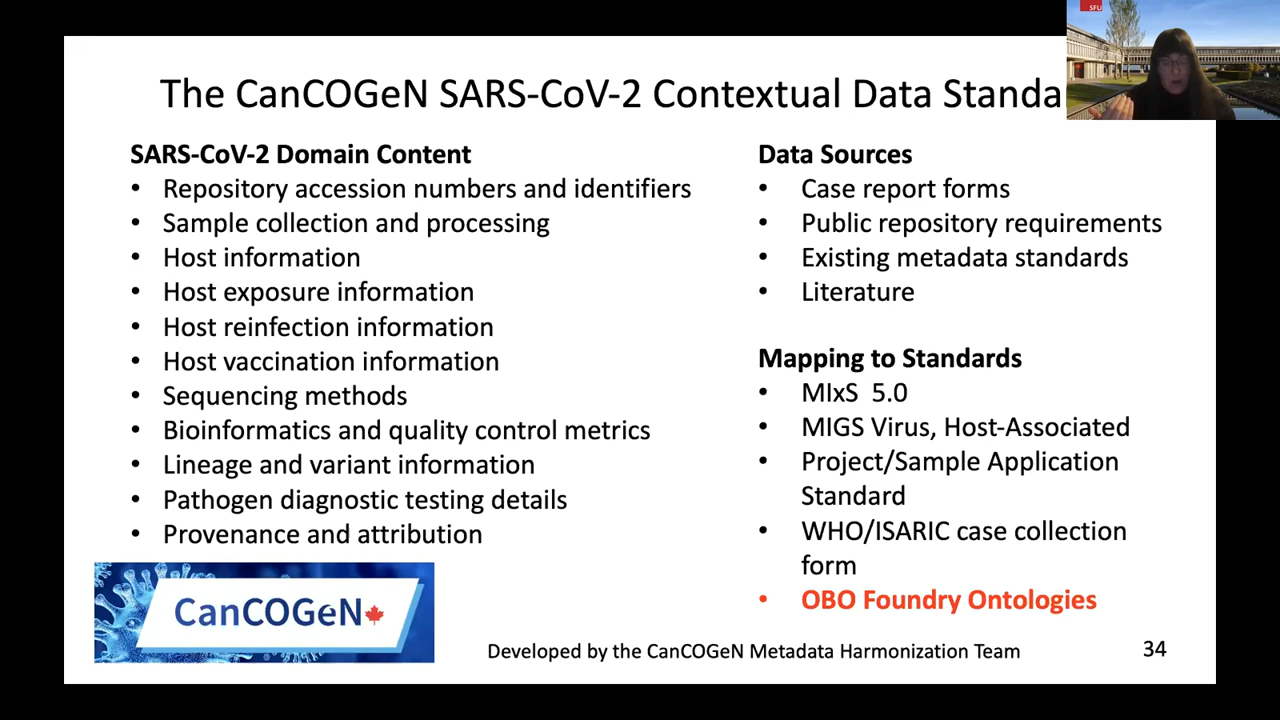 SFU
The CanCOGeN SARS-CoV-2 Contextual Data Standa
SARS-CoV-2 Domain Content
• Repository accession numbers and identifiers
• Sample collection and processing
• Host information
• Host exposure information
• Host reinfection information
• Host vaccination information
• Sequencing methods
• Bioinformatics and quality control metrics
• Lineage and variant information
• Pathogen diagnostic testing details
• Provenance and attribution
Data Sources
• Case report forms
• Public repository requirements
• Existing metadata standards
• Literature
Mapping to Standards
• MIxS 5.0
• MIGS Virus, Host-Associated
• Project/Sample Application
Standard
• WHO/ISARIC case collection
form
• OBO Foundry Ontologies
CanCOGeN
Developed by the CanCOGeN Metadata Harmonization Team
34